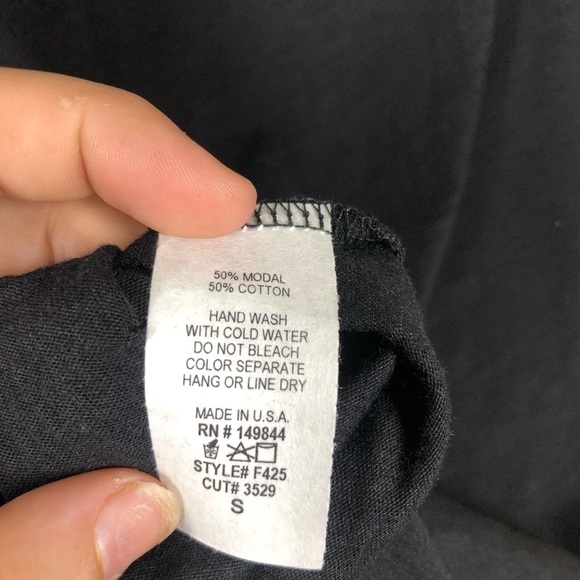 50% MODAL
50% COTTON
HAND WASH
WITH COLD WATER
DO NOT BLEACH
COLOR SEPARATE
HANG OR LINE DRY
MADE IN U.S.A.
RN # 149844
STYLE# F425
CUT# 3529
S